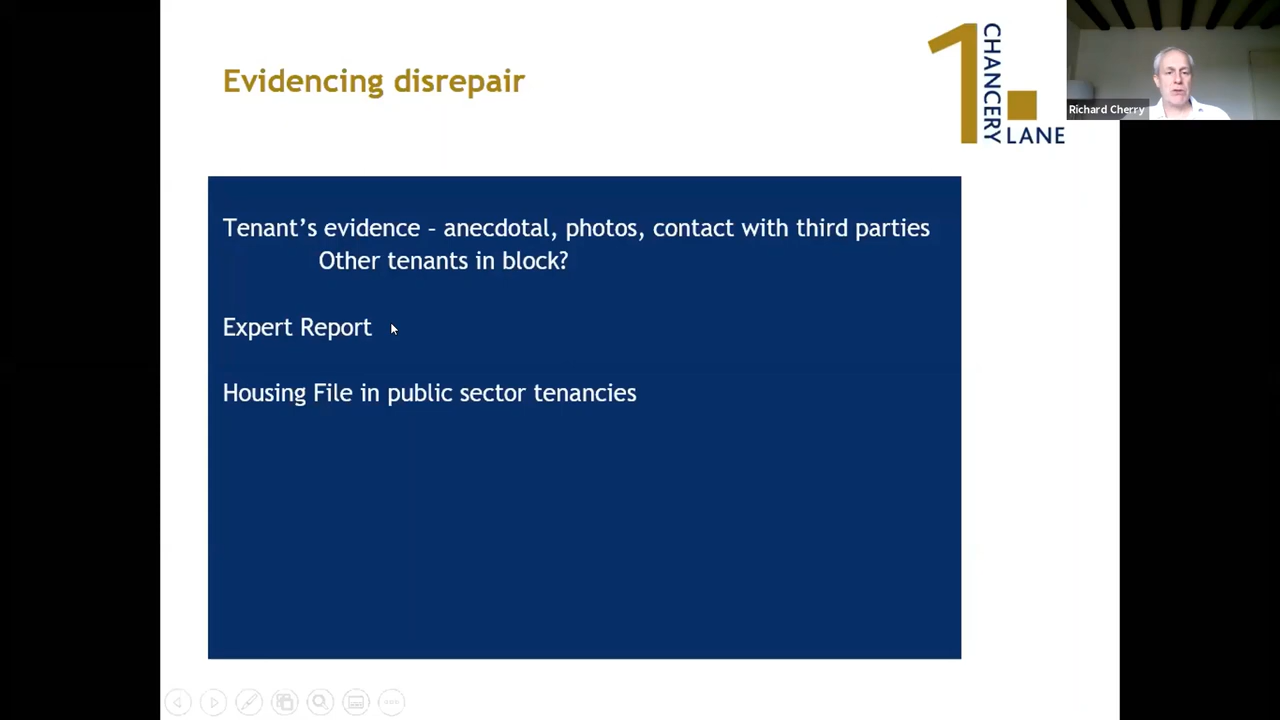 Evidencing disrepair
1
CHANCERY
LANE
Richard Cherry
Tenant’s evidence – anecdotal, photos, contact with third parties
Other tenants in block?
Expert Report
Housing File in public sector tenancies